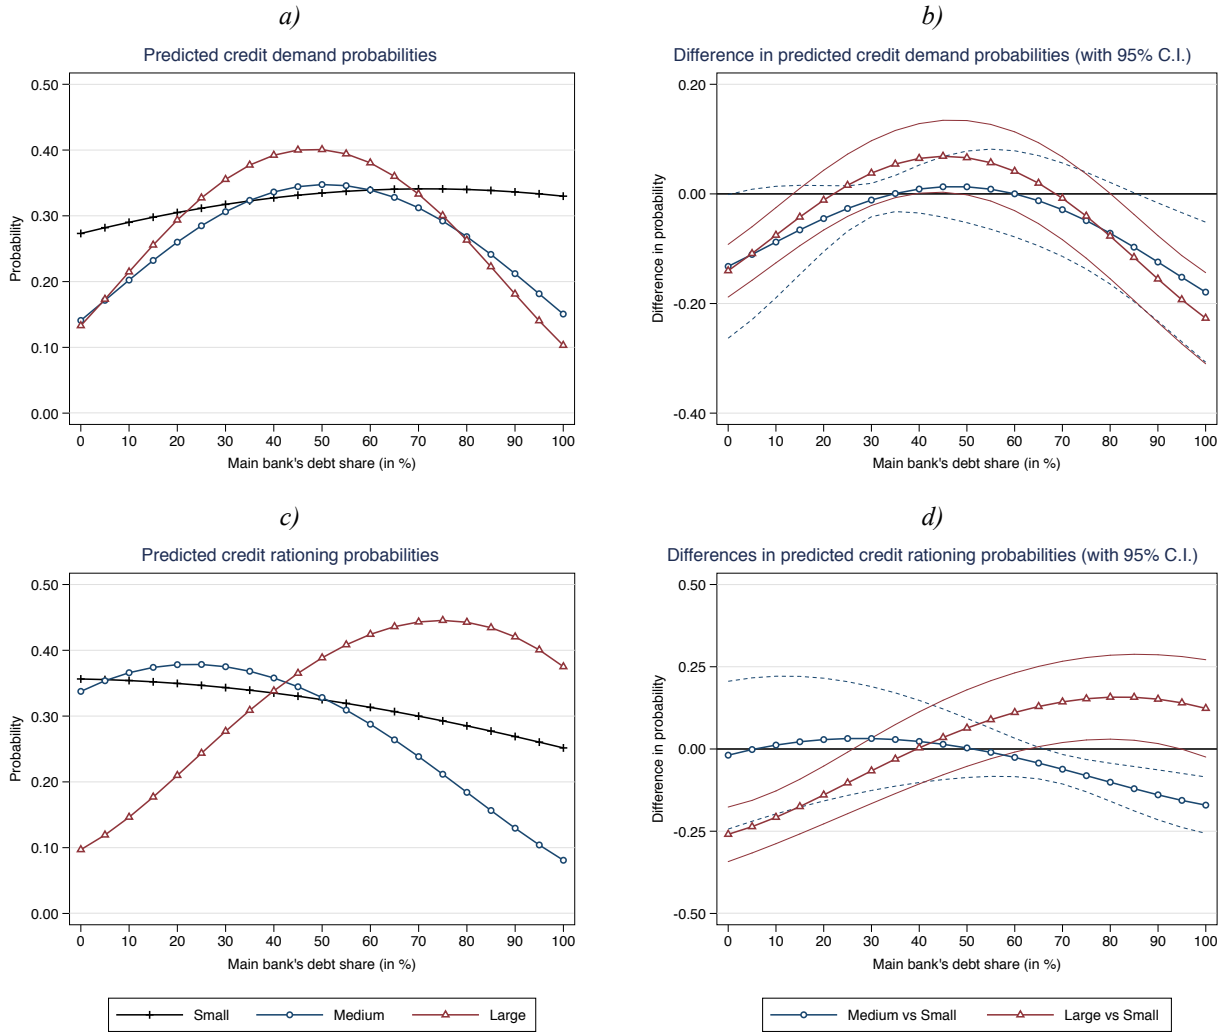 a)
Predicted credit demand probabilities
0.50
0.40
0.30
0.20
0.10
0.00
Probability
0 10 20 30 40 50 60 70 80 90 100
Main bank's debt share (in %)
b)
Difference in predicted credit demand probabilities (with 95% C.I.)
0.20
0.00
-0.20
-0.40
Difference in probability
0 10 20 30 40 50 60 70 80 90 100
Main bank's debt share (in %)
c)
Predicted credit rationing probabilities
0.50
0.40
0.30
0.20
0.10
0.00
Probability
0 10 20 30 40 50 60 70 80 90 100
Main bank's debt share (in %)
Small Medium Large
d)
Differences in predicted credit rationing probabilities (with 95% C.I.)
0.50
0.25
0.00
-0.25
-0.50
Difference in probability
0 10 20 30 40 50 60 70 80 90 100
Main bank's debt share (in %)
Medium vs Small Large vs Small